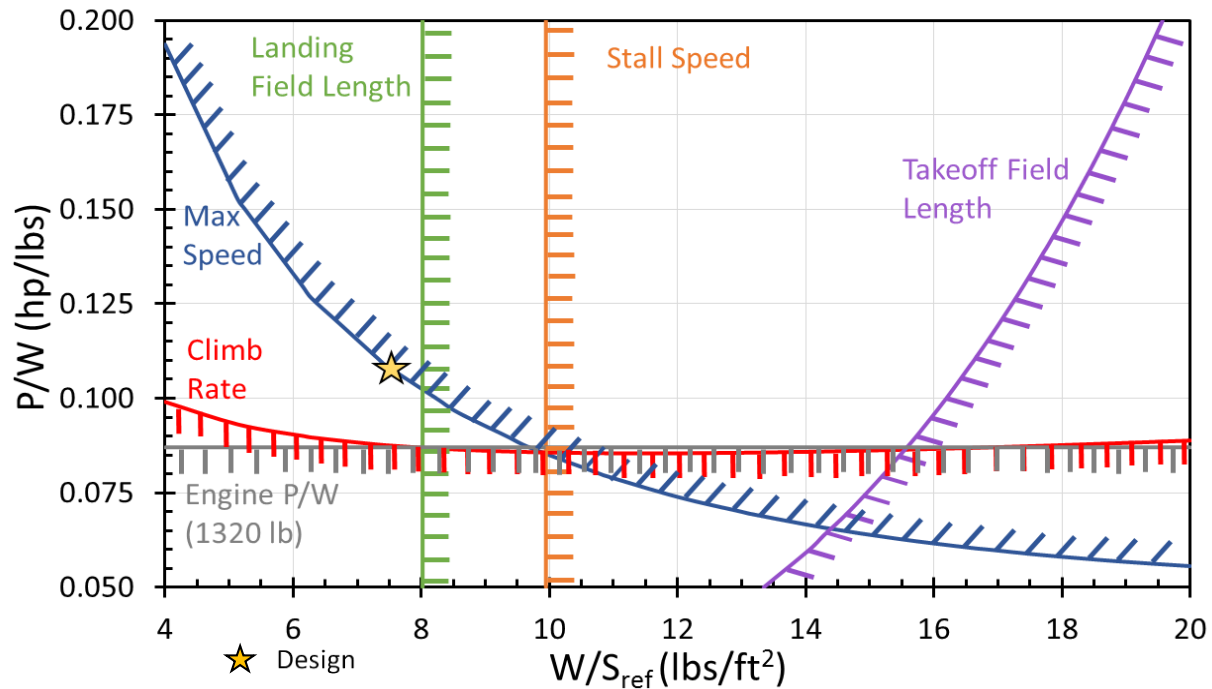 0.200
0.175
0.150
0.125
0.100
0.075
0.050
P/W (hp/lbs)
Landing
Field Length
Stall Speed
Takeoff Field
Length
Max
Speed
Climb
Rate
Engine P/W
(1320 lb)
4 6 8 10 12 14 16 18 20
Design
W/Sref (lbs/ft²)